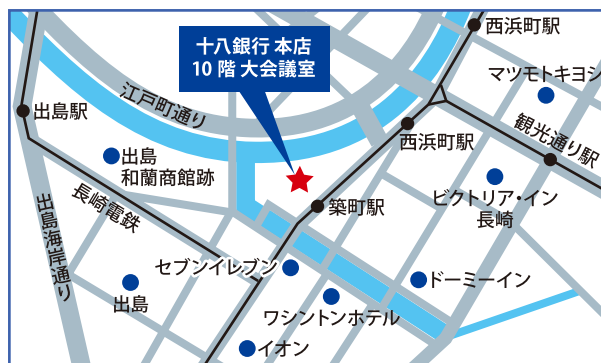 十八銀行 本店
10 階 大会議室
西浜町駅
マツモトキヨシ
江戸町通り
出島駅
西浜町駅
観光通り駅
出島
和蘭商館跡
ビクトリア・イン
長崎
築町駅
長崎電鉄
出島海岸通り
セブンイレブン
ドーミーイン
出島
ワシントンホテル
イオン